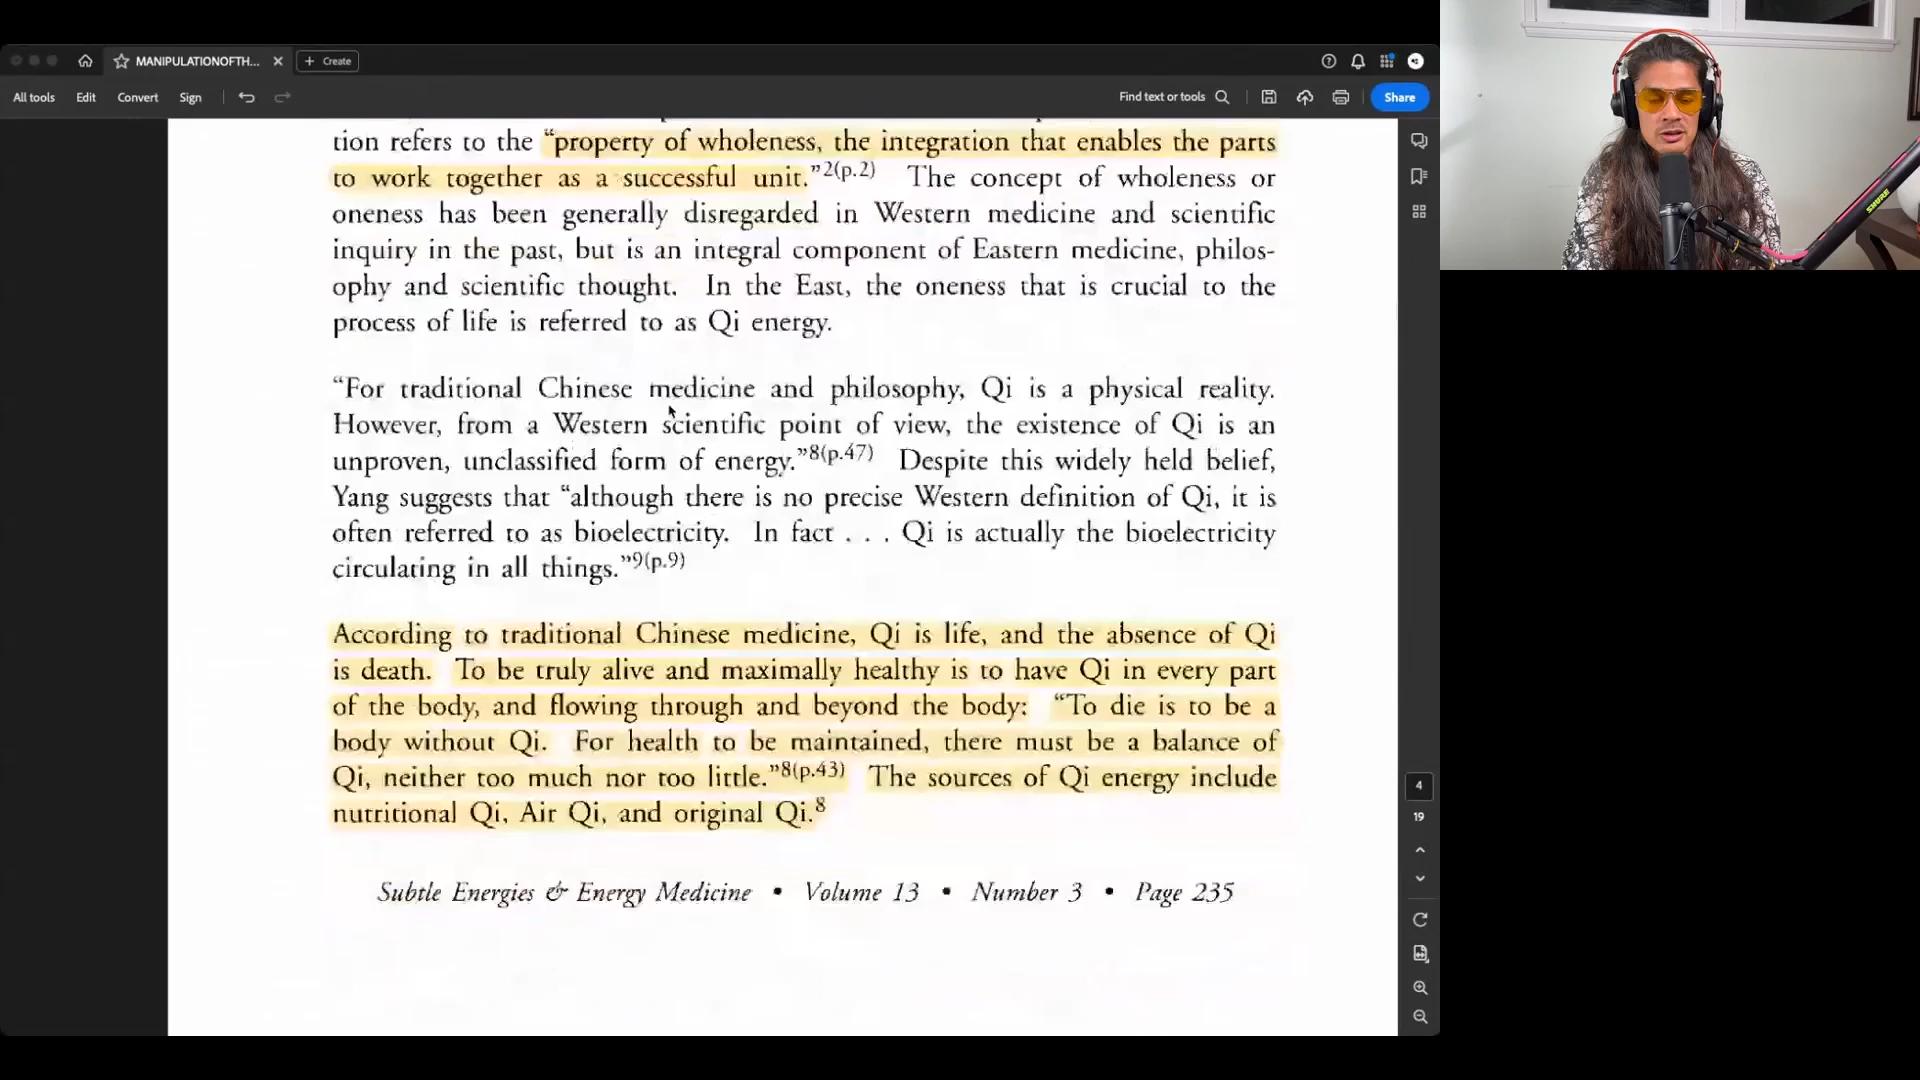 MANIPULATIONOFTH...
Create
All tools
Edit
Convert
Sign
Find text or tools
Share
tion refers to the “property of wholeness, the integration that enables the parts
to work together as a successful unit.”2(p.2) The concept of wholeness or
oneness has been generally disregarded in Western medicine and scientific
inquiry in the past, but is an integral component of Eastern medicine, philos-
ophy and scientific thought. In the East, the oneness that is crucial to the
process of life is referred to as Qi energy.
“For traditional Chinese medicine and philosophy, Qi is a physical reality.
However, from a Western scientific point of view, the existence of Qi is an
unproven, unclassified form of energy.”8(p.47) Despite this widely held belief,
Yang suggests that “although there is no precise Western definition of Qi, it is
often referred to as bioelectricity. In fact . . . Qi is actually the bioelectricity
circulating in all things.”9(p.9)
According to traditional Chinese medicine, Qi is life, and the absence of Qi
is death. To be truly alive and maximally healthy is to have Qi in every part
of the body, and flowing through and beyond the body: “To die is to be a
body without Qi. For health to be maintained, there must be a balance of
Qi, neither too much nor too little.”8(p.43) The sources of Qi energy include
nutritional Qi, Air Qi, and original Qi.8
Subtle Energies & Energy Medicine • Volume 13 • Number 3 • Page 235
4
19
SHURE